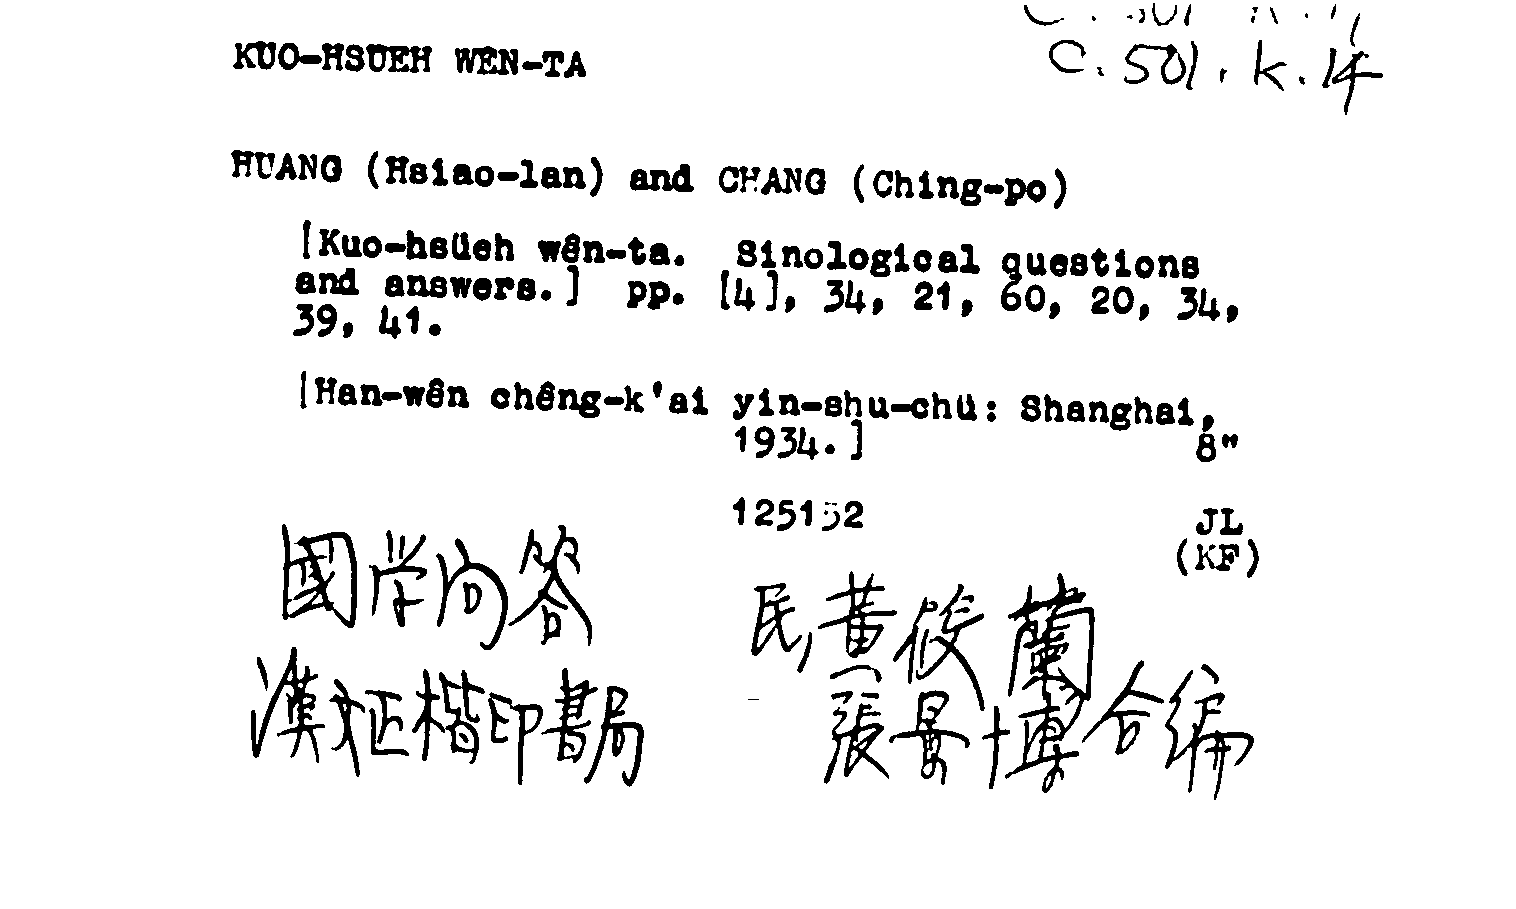 C. 501. K. 14
KUO-HSUEH WÊN-TA
HUANG (Hsiao-lan) and CHANG (Ching-po)
[Kuo-hsüeh wên-ta. Sinological questions
and answers.] pp. [4], 34, 21, 60, 20, 34,
39, 41.
[Han-wên chêng-k'ai yin-shu-chü: Shanghai,
1934.] 8"
125152 JL
(KF)
國学问答
民, 黃筱蘭
張景博合編
漢文正楷印書局